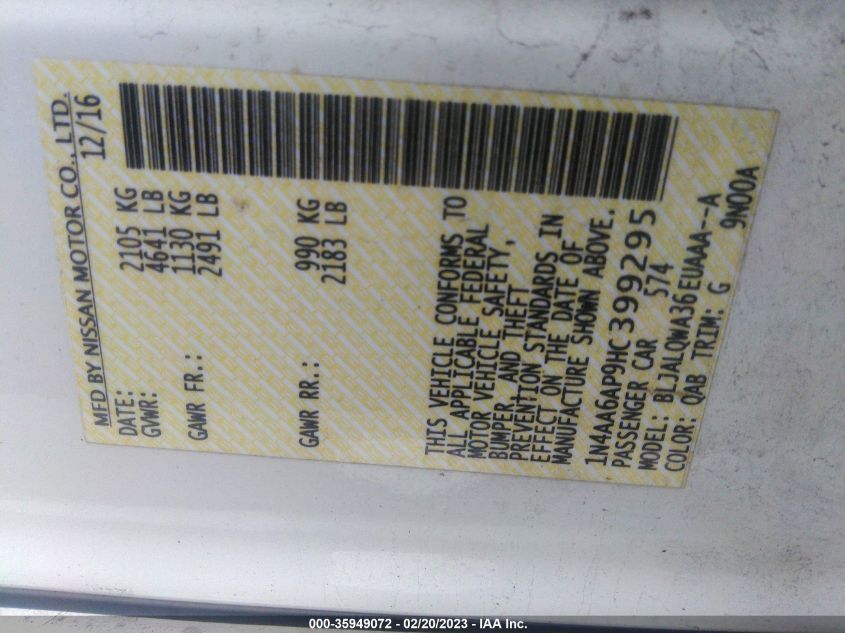 MFD BY NISSAN MOTOR CO., LTD.
DATE: 12/16
GVWR: 2105 KG
4641 LB
GAWR FR.: 1130 KG
2491 LB
GAWR RR.: 990 KG
2183 LB
THIS VEHICLE CONFORMS TO
ALL APPLICABLE FEDERAL
MOTOR VEHICLE SAFETY,
BUMPER, AND THEFT
PREVENTION STANDARDS IN
EFFECT ON THE DATE OF
MANUFACTURE SHOWN ABOVE.
1N4AA6AP9HC399295
PASSENGER CAR 574
MODEL: BLJALQWA36EUAAA--A
COLOR: QAB TRIM: G 9N00A
000-35949072 - 02/20/2023 - IAA Inc.